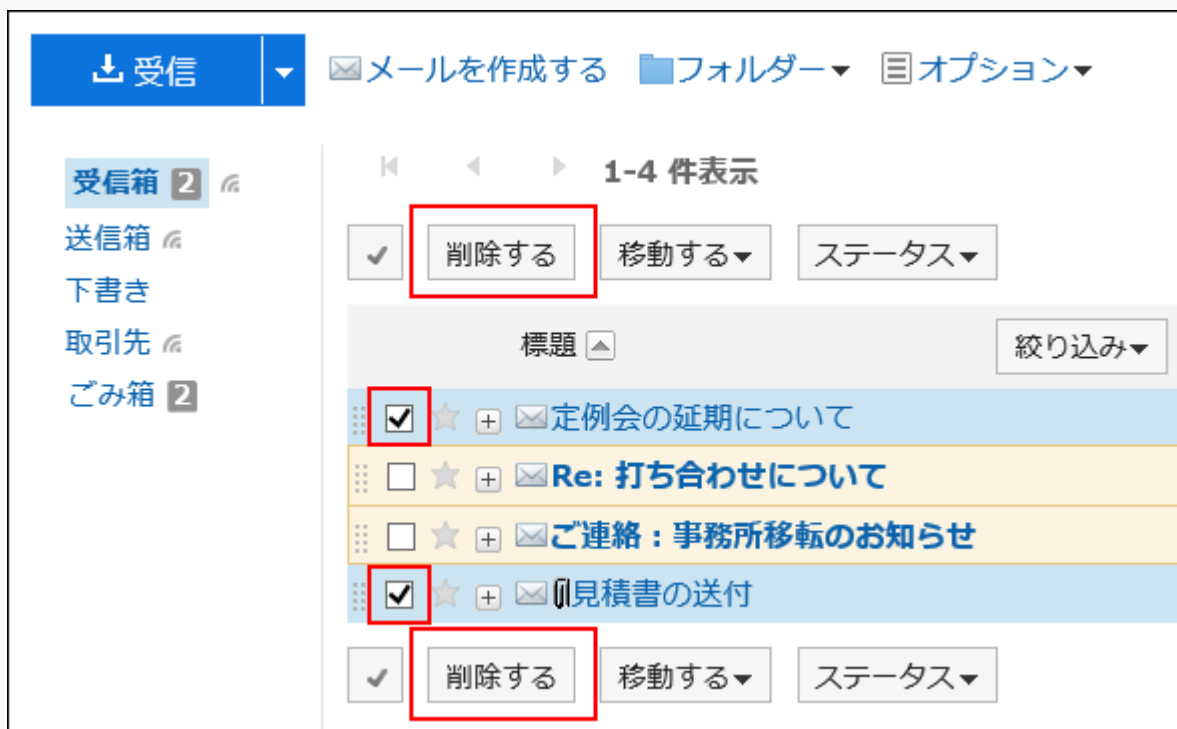 受信 メールを作成する フォルダー オプション
受信箱 2
送信箱
下書き
取引先
ごみ箱 2
1-4 件表示
削除する 移動する ステータス
標題 絞り込み
定例会の延期について
Re: 打ち合わせについて
ご連絡：事務所移転のお知らせ
見積書の送付
削除する 移動する ステータス